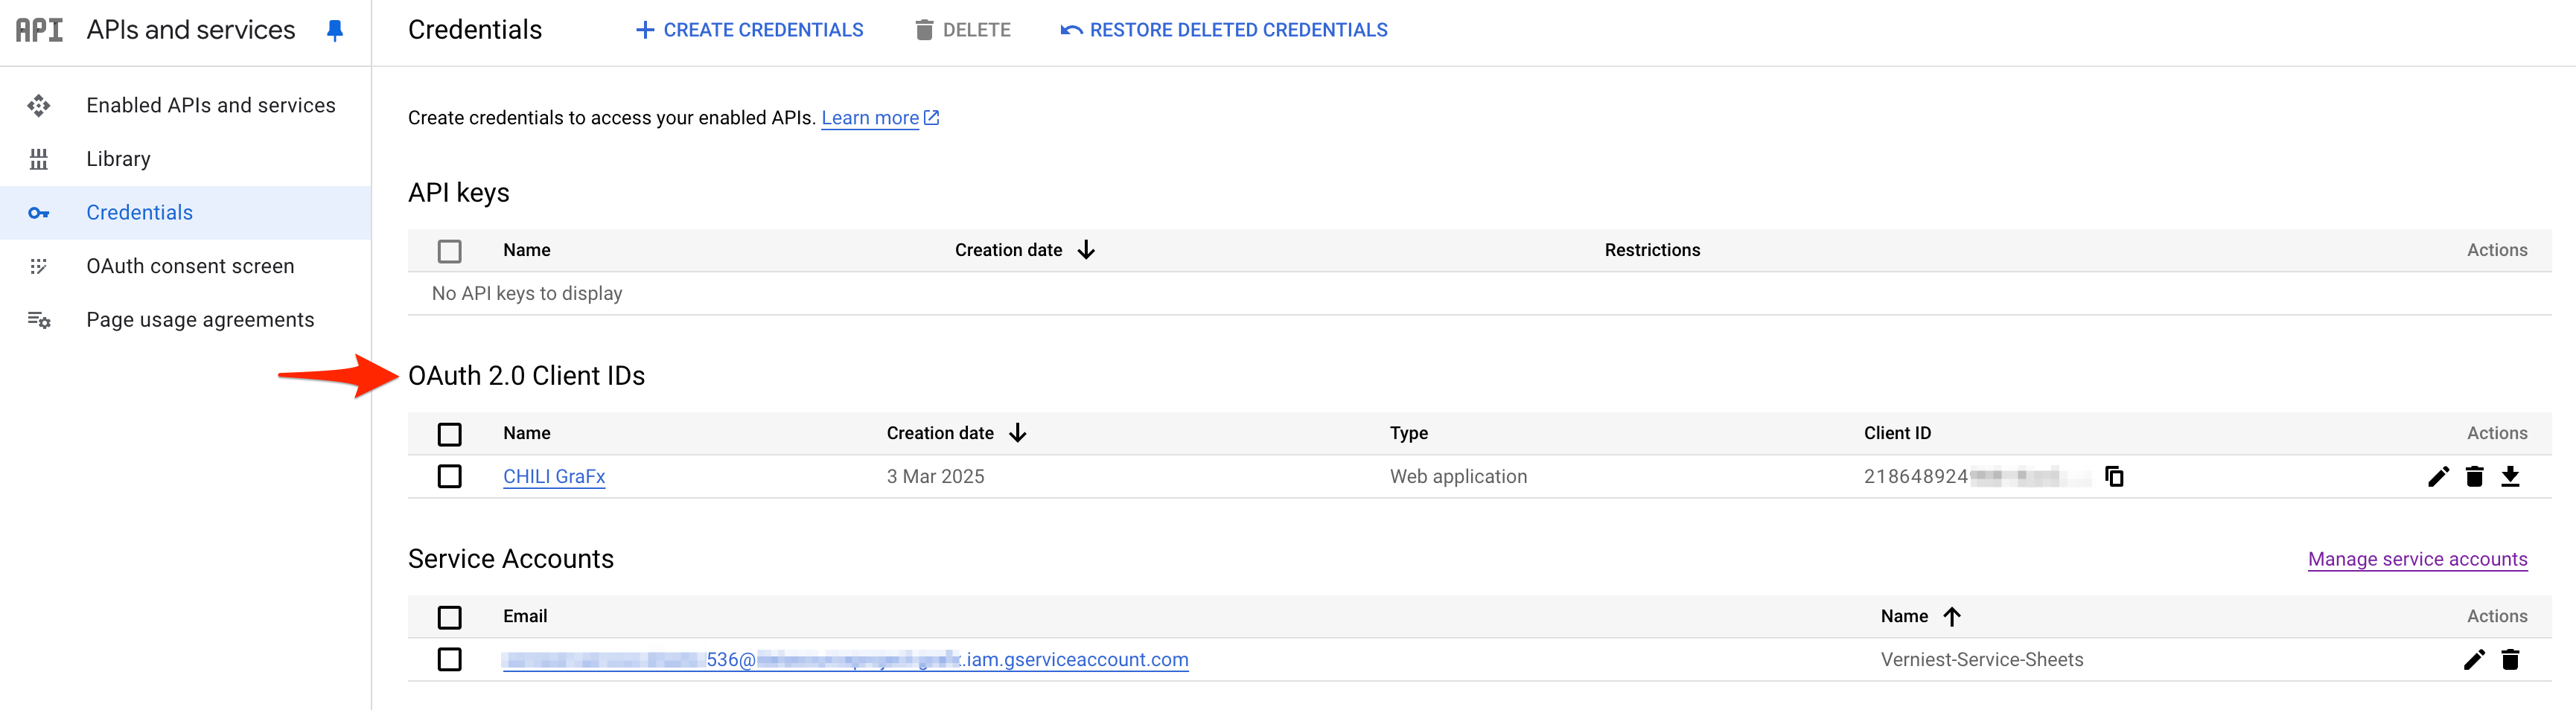 API APIs and services
Credentials
CREATE CREDENTIALS
DELETE
RESTORE DELETED CREDENTIALS
Enabled APIs and services
Library
Credentials
OAuth consent screen
Page usage agreements
Create credentials to access your enabled APIs. Learn more
API keys
Name Creation date Restrictions Actions
No API keys to display
OAuth 2.0 Client IDs
Name Creation date Type Client ID Actions
CHILI GraFx 3 Mar 2025 Web application 218648924
Service Accounts Manage service accounts
Email Name Actions
536@ .iam.gserviceaccount.com Verniest-Service-Sheets